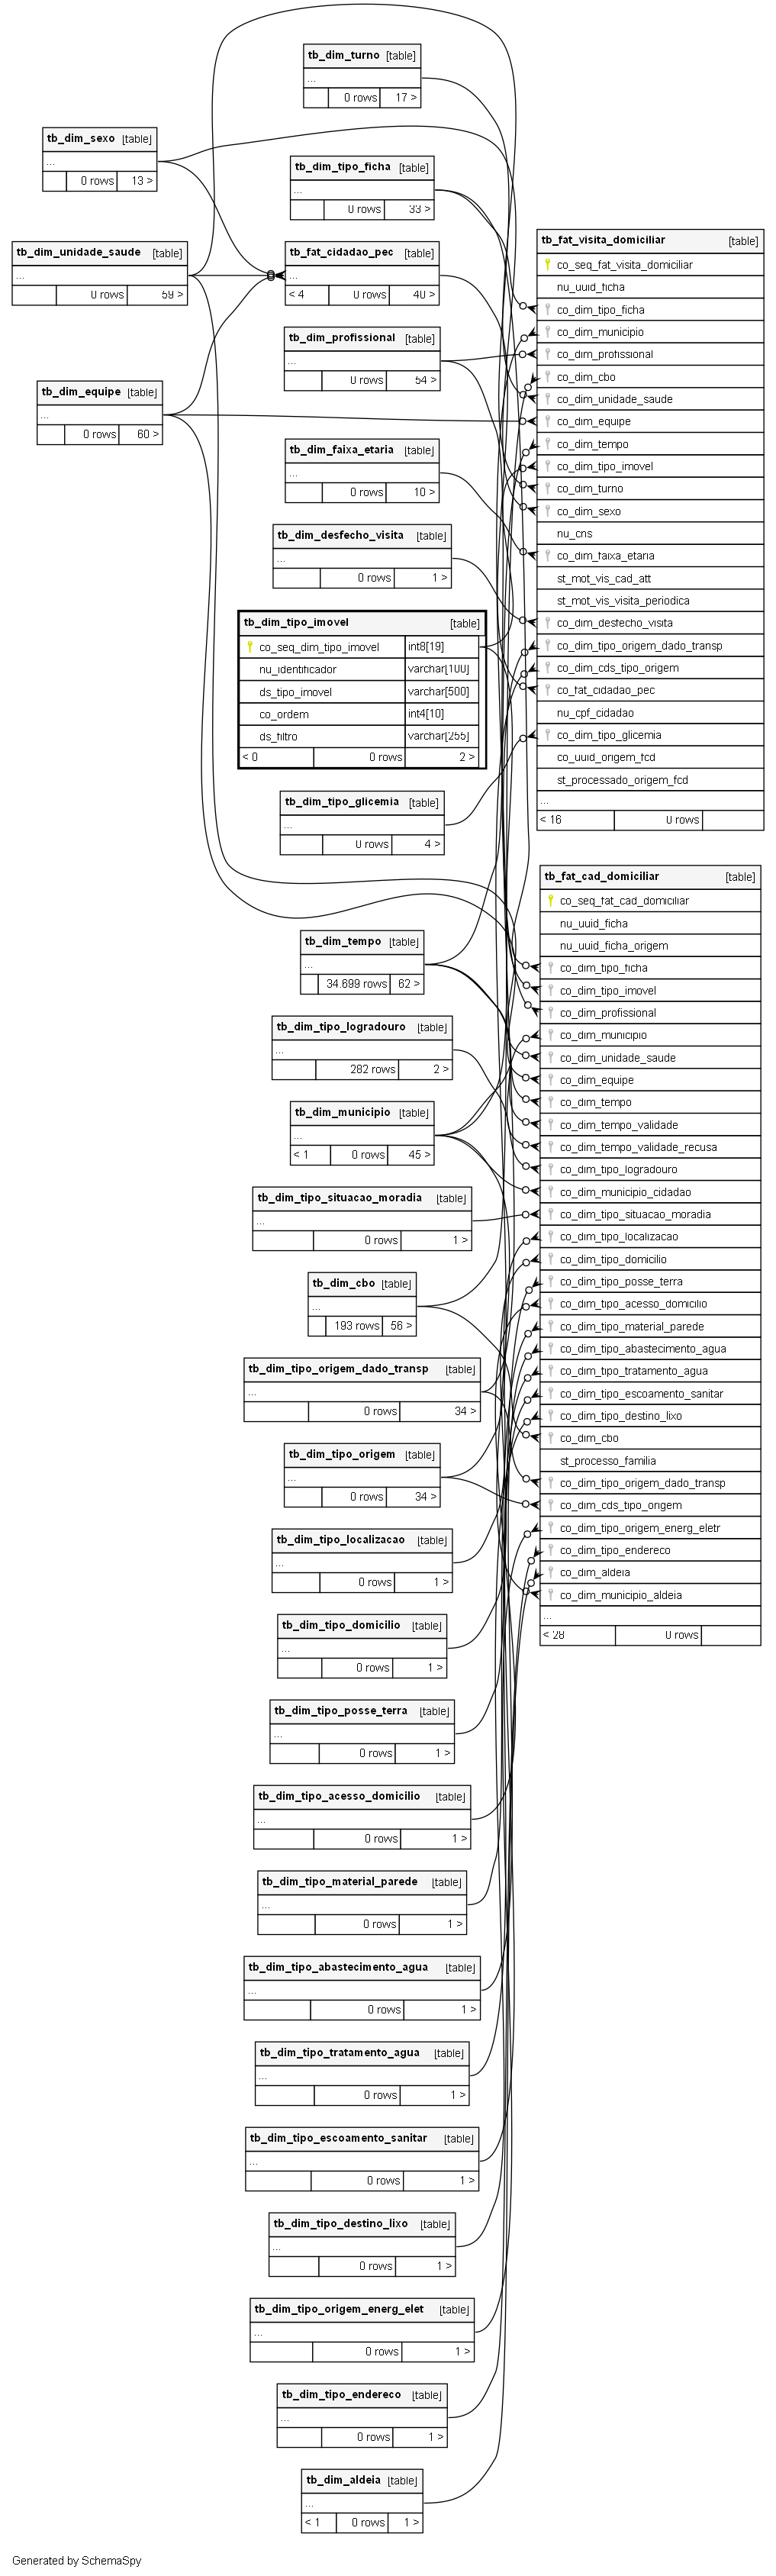 tb_dim_turno [table]
...
0 rows 17 >
tb_dim_sexo [table]
...
0 rows 13 >
tb_dim_tipo_ficha [table]
...
0 rows 33 >
tb_dim_unidade_saude [table]
...
0 rows 59 >
tb_fat_cidadao_pec [table]
...
< 4 0 rows 40 >
tb_dim_profissional [table]
...
0 rows 54 >
tb_dim_equipe [table]
...
0 rows 60 >
tb_dim_faixa_etaria [table]
...
0 rows 10 >
tb_dim_desfecho_visita [table]
...
0 rows 1 >
tb_dim_tipo_imovel [table]
co_seq_dim_tipo_imovel int8[19]
nu_identificador varchar[100]
ds_tipo_imovel varchar[500]
co_ordem int4[10]
ds_filtro varchar[255]
< 0 0 rows 2 >
tb_dim_tipo_glicemia [table]
...
0 rows 4 >
tb_fat_visita_domiciliar [table]
co_seq_fat_visita_domiciliar
nu_uuid_ficha
co_dim_tipo_ficha
co_dim_municipio
co_dim_profissional
co_dim_cbo
co_dim_unidade_saude
co_dim_equipe
co_dim_tempo
co_dim_tipo_imovel
co_dim_turno
co_dim_sexo
nu_cns
co_dim_faixa_etaria
st_mot_vis_cad_att
st_mot_vis_visita_periodica
co_dim_desfecho_visita
co_dim_tipo_origem_dado_transp
co_dim_cds_tipo_origem
co_fat_cidadao_pec
nu_cpf_cidadao
co_dim_tipo_glicemia
co_uuid_origem_fcd
st_processado_origem_fcd
...
< 16 0 rows
tb_fat_cad_domiciliar [table]
co_seq_fat_cad_domiciliar
nu_uuid_ficha
nu_uuid_ficha_origem
co_dim_tipo_ficha
co_dim_tipo_imovel
co_dim_profissional
co_dim_municipio
co_dim_unidade_saude
co_dim_equipe
co_dim_tempo
co_dim_tempo_validade
co_dim_tempo_validade_recusa
co_dim_tipo_logradouro
co_dim_municipio_cidadao
co_dim_tipo_situacao_moradia
co_dim_tipo_localizacao
co_dim_tipo_domicilio
co_dim_tipo_posse_terra
co_dim_tipo_acesso_domicilio
co_dim_tipo_material_parede
co_dim_tipo_abastecimento_agua
co_dim_tipo_tratamento_agua
co_dim_tipo_escoamento_sanitar
co_dim_tipo_destino_lixo
co_dim_cbo
st_processo_familia
co_dim_tipo_origem_dado_transp
co_dim_cds_tipo_origem
co_dim_tipo_origem_energ_eletr
co_dim_tipo_endereco
co_dim_aldeia
co_dim_municipio_aldeia
...
< 28 0 rows
tb_dim_tempo [table]
...
34.699 rows 62 >
tb_dim_tipo_logradouro [table]
...
282 rows 2 >
tb_dim_municipio [table]
...
< 1 0 rows 45 >
tb_dim_tipo_situacao_moradia [table]
...
0 rows 1 >
tb_dim_cbo [table]
...
193 rows 56 >
tb_dim_tipo_origem_dado_transp [table]
...
0 rows 34 >
tb_dim_tipo_origem [table]
...
0 rows 34 >
tb_dim_tipo_localizacao [table]
...
0 rows 1 >
tb_dim_tipo_domicilio [table]
...
0 rows 1 >
tb_dim_tipo_posse_terra [table]
...
0 rows 1 >
tb_dim_tipo_acesso_domicilio [table]
...
0 rows 1 >
tb_dim_tipo_material_parede [table]
...
0 rows 1 >
tb_dim_tipo_abastecimento_agua [table]
...
0 rows 1 >
tb_dim_tipo_tratamento_agua [table]
...
0 rows 1 >
tb_dim_tipo_escoamento_sanitar [table]
...
0 rows 1 >
tb_dim_tipo_destino_lixo [table]
...
0 rows 1 >
tb_dim_tipo_origem_energ_elet [table]
...
0 rows 1 >
tb_dim_tipo_endereco [table]
...
0 rows 1 >
tb_dim_aldeia [table]
...
< 1 0 rows 1 >
Generated by SchemaSpy